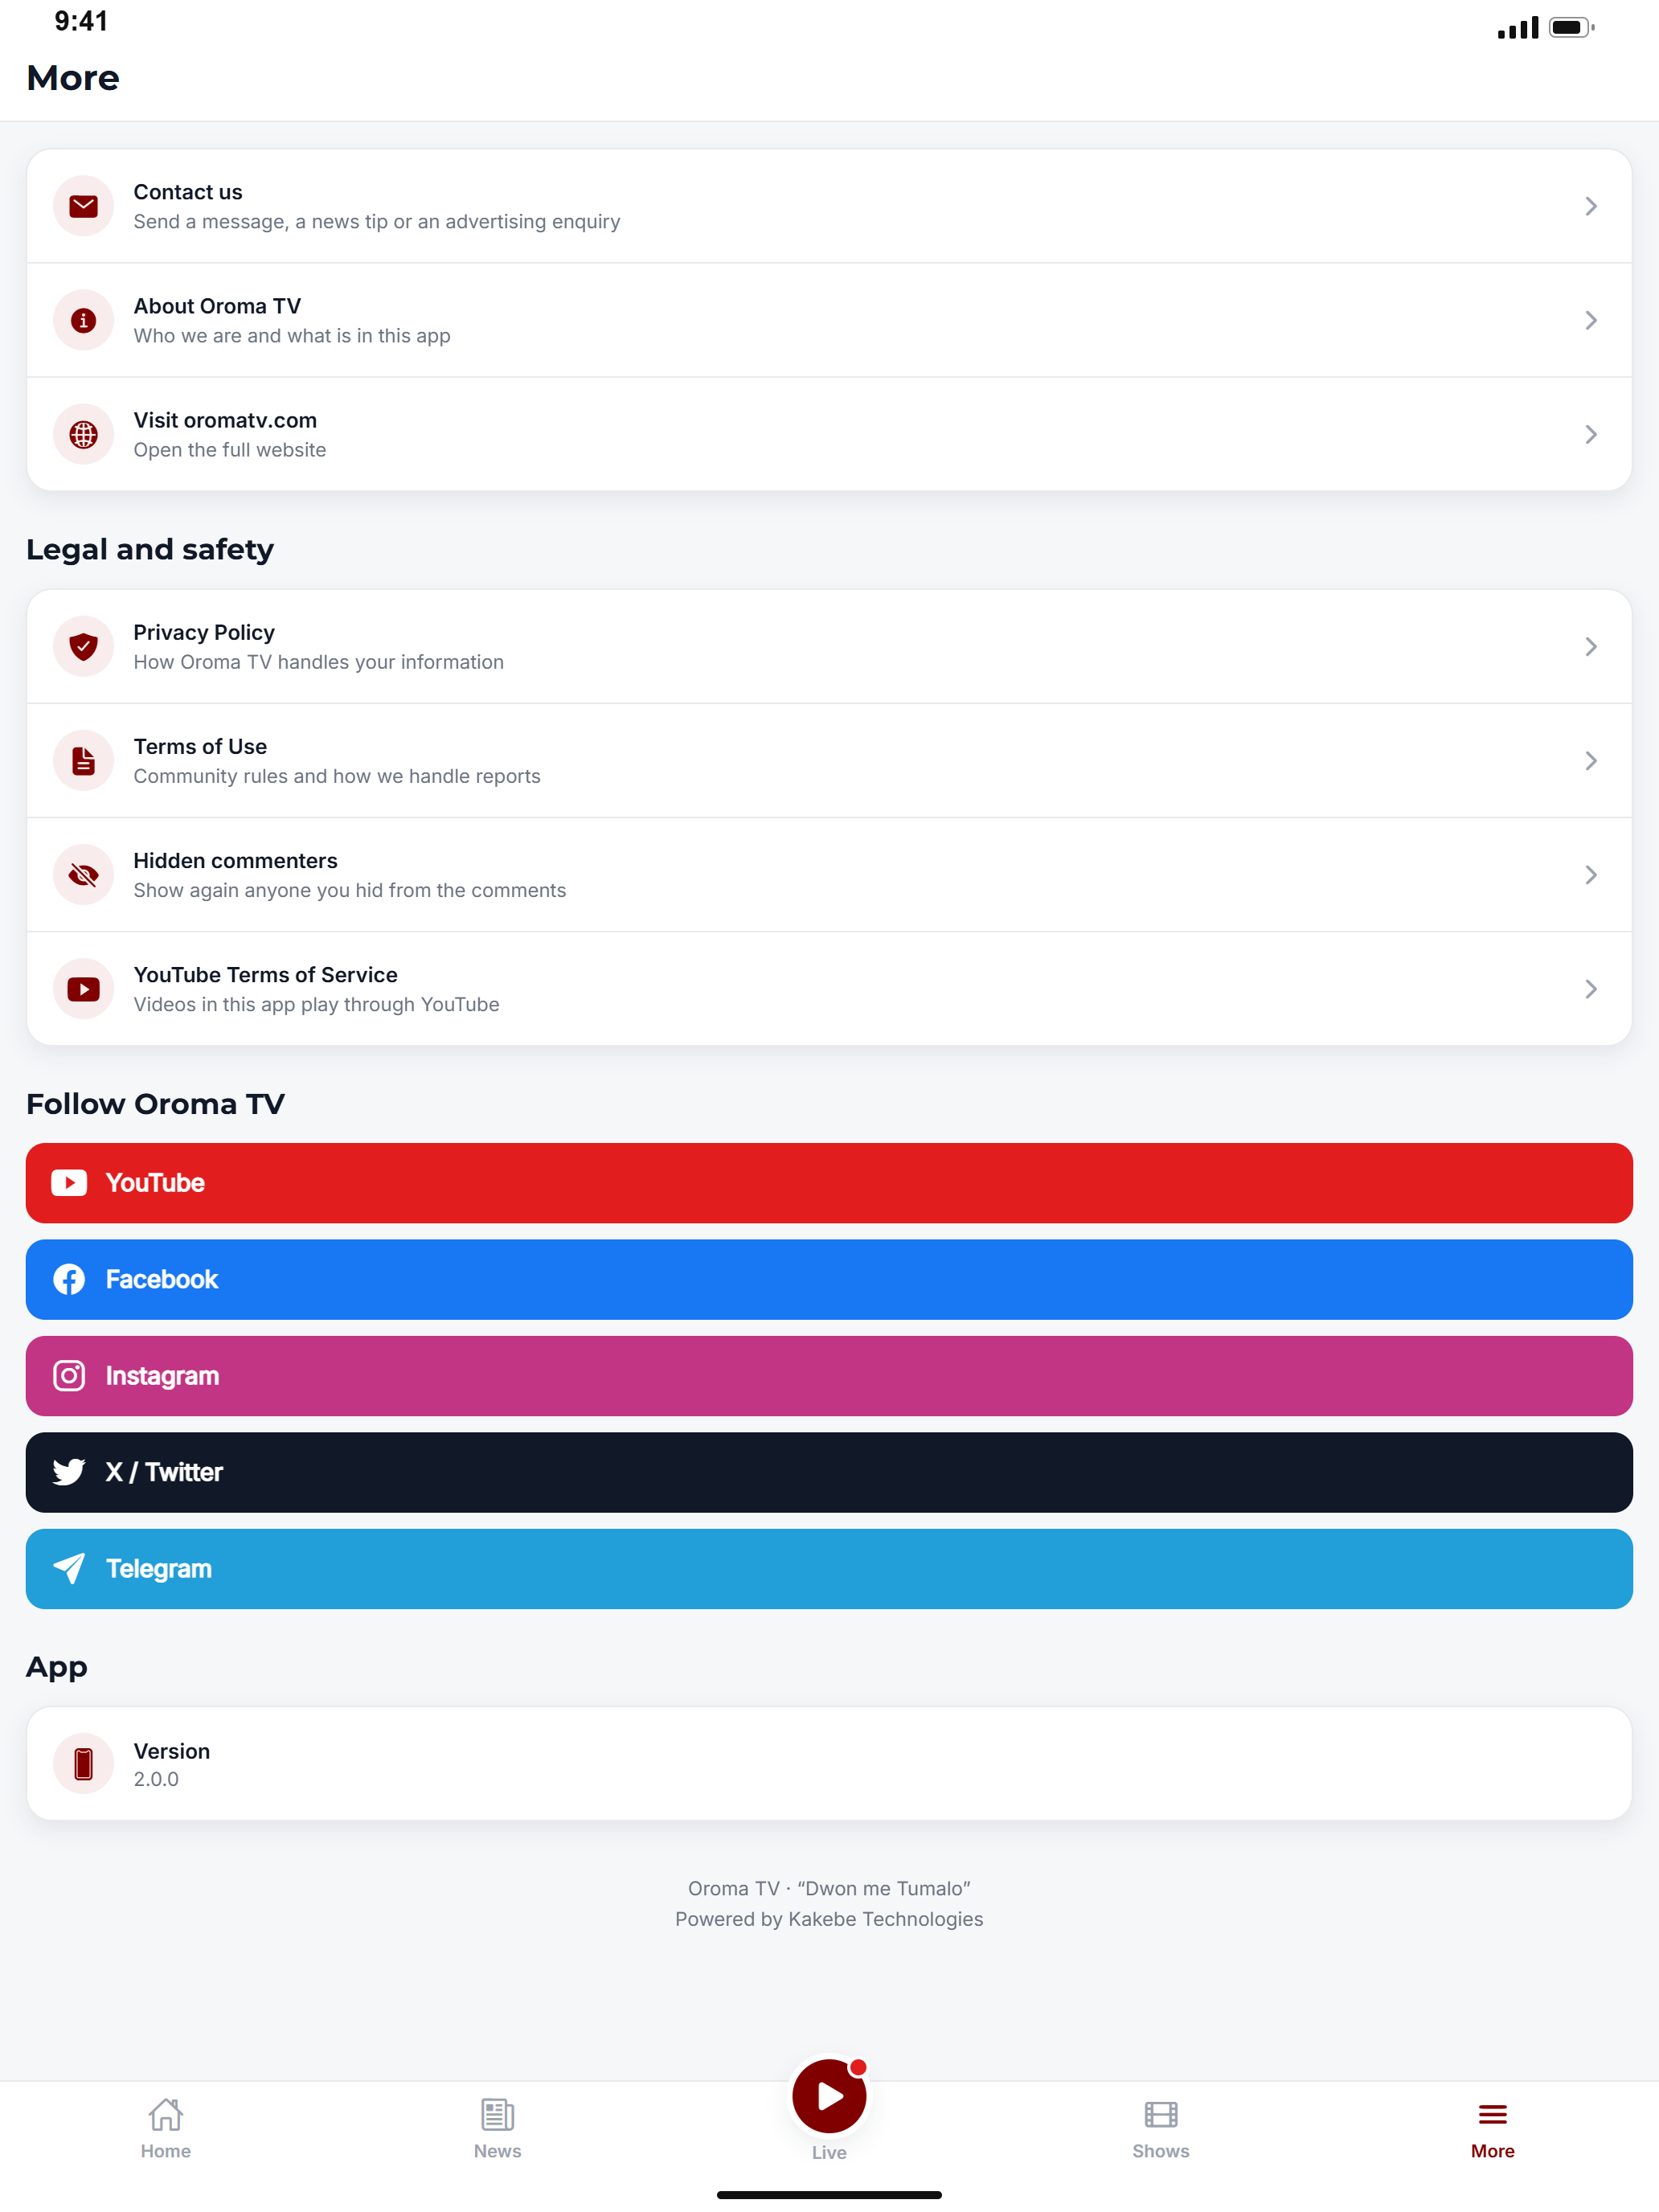 9:41
More
Contact us
Send a message, a news tip or an advertising enquiry
About Oroma TV
Who we are and what is in this app
Visit oromatv.com
Open the full website
Legal and safety
Privacy Policy
How Oroma TV handles your information
Terms of Use
Community rules and how we handle reports
Hidden commenters
Show again anyone you hid from the comments
YouTube Terms of Service
Videos in this app play through YouTube
Follow Oroma TV
YouTube
Facebook
Instagram
X / Twitter
Telegram
App
Version
2.0.0
Oroma TV · “Dwon me Tumalo”
Powered by Kakebe Technologies
Home
News
Live
Shows
More